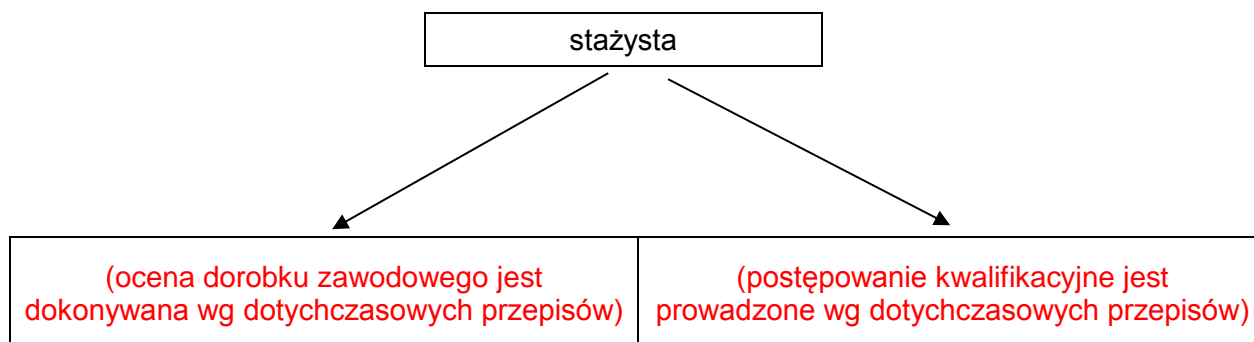 stażysta
(ocena dorobku zawodowego jest
dokonywana wg dotychczasowych przepisów)
(postępowanie kwalifikacyjne jest
prowadzone wg dotychczasowych przepisów)